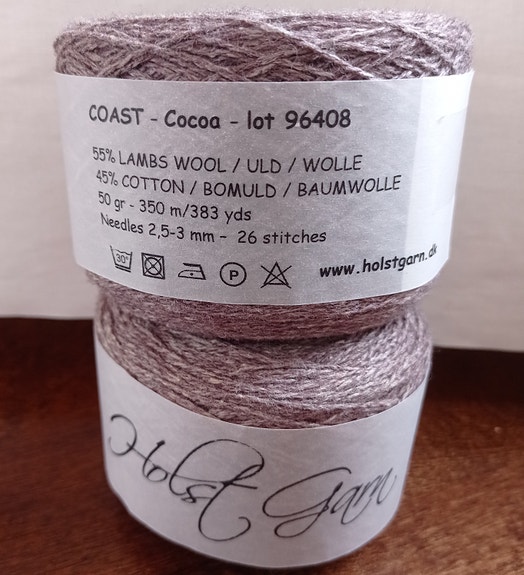 COAST - Cocoa - lot 96408
55% LAMBS WOOL / ULD / WOLLE
45% COTTON / BOMULD / BAUMWOLLE
50 gr - 350 m/383 yds
Needles 2,5-3 mm - 26 stitches
30° P
www.holstgarn.dk
Holst Garn